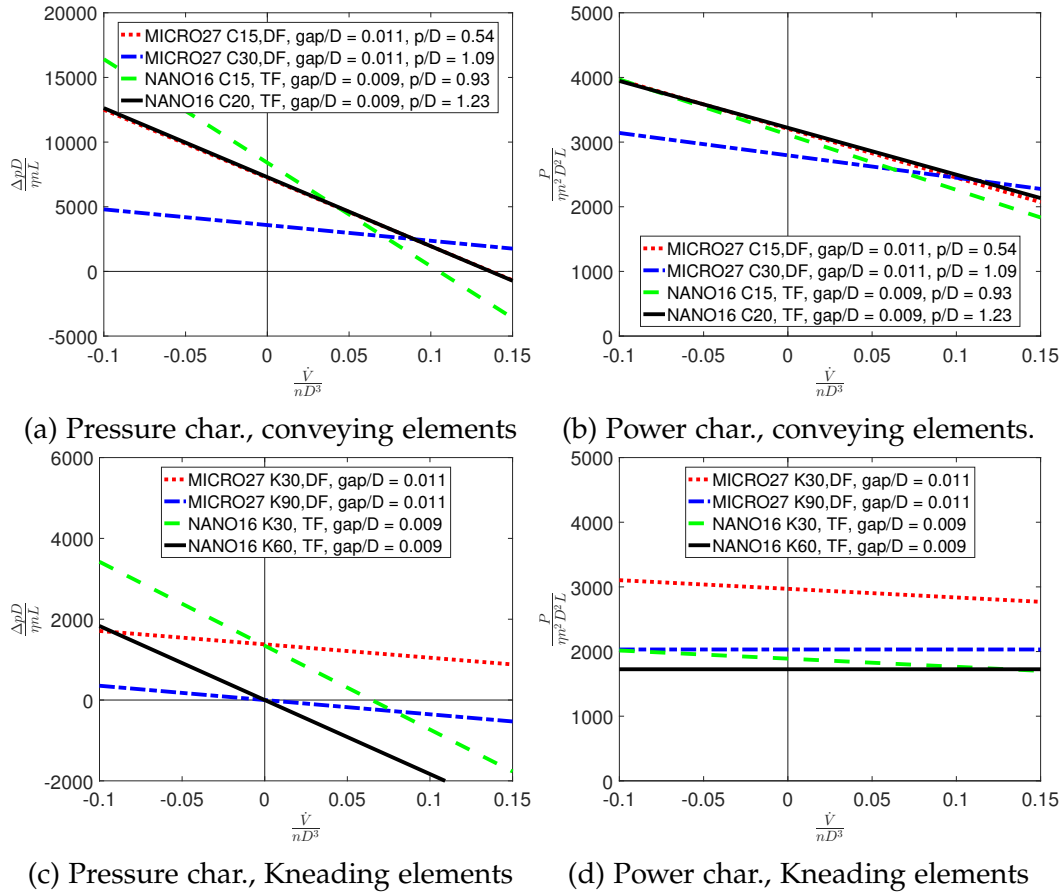 20000
15000
10000
5000
0
-5000
ΔpD
ηnL
MICRO27 C15,DF, gap/D = 0.011, p/D = 0.54
MICRO27 C30,DF, gap/D = 0.011, p/D = 1.09
NANO16 C15, TF, gap/D = 0.009, p/D = 0.93
NANO16 C20, TF, gap/D = 0.009, p/D = 1.23
-0.1 -0.05 0 0.05 0.1 0.15
V̇
nD³
(a) Pressure char., conveying elements
5000
4000
3000
2000
1000
0
P
ηn²D²L
MICRO27 C15,DF, gap/D = 0.011, p/D = 0.54
MICRO27 C30,DF, gap/D = 0.011, p/D = 1.09
NANO16 C15, TF, gap/D = 0.009, p/D = 0.93
NANO16 C20, TF, gap/D = 0.009, p/D = 1.23
-0.1 -0.05 0 0.05 0.1 0.15
V̇
nD³
(b) Power char., conveying elements.
6000
4000
2000
0
-2000
ΔpD
ηnL
MICRO27 K30,DF, gap/D = 0.011
MICRO27 K90,DF, gap/D = 0.011
NANO16 K30, TF, gap/D = 0.009
NANO16 K60, TF, gap/D = 0.009
-0.1 -0.05 0 0.05 0.1 0.15
V̇
nD³
(c) Pressure char., Kneading elements
5000
4000
3000
2000
1000
0
P
ηn²D²L
MICRO27 K30,DF, gap/D = 0.011
MICRO27 K90,DF, gap/D = 0.011
NANO16 K30, TF, gap/D = 0.009
NANO16 K60, TF, gap/D = 0.009
-0.1 -0.05 0 0.05 0.1 0.15
V̇
nD³
(d) Power char., Kneading elements